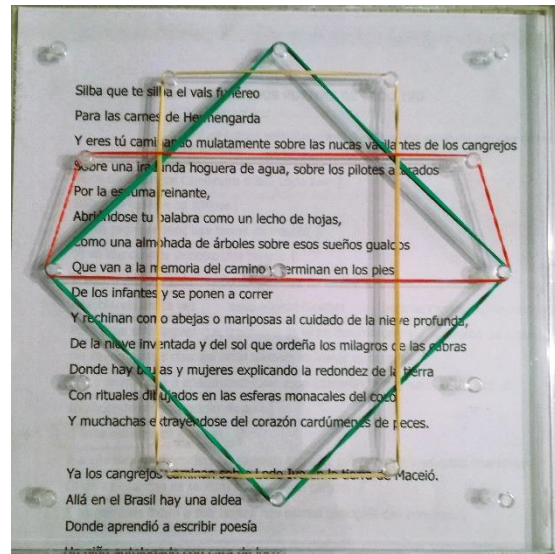 Silba que te silba el vals funéreo
Para las carnes de Hermengarda
Y eres tú caminando mulatamente sobre las nucas vacilantes de los cangrejos
Sobre una iracunda hoguera de agua, sobre los pilotes airados
Por la espuma reinante,
Abriéndose tu palabra como un lecho de hojas,
Como una almohada de árboles sobre esos sueños gualdos
Que van a la memoria del camino y terminan en los pies
De los infantes y se ponen a correr
Y rechinan como abejas o mariposas al cuidado de la nieve profunda,
De la nieve inventada y del sol que ordeña los milagros de las cabras
Donde hay brujas y mujeres explicando la redondez de la tierra
Con rituales dibujados en las esferas monacales del coco
Y muchachas extrayéndose del corazón cardúmenes de peces.
Ya los cangrejos caminan sobre Ledo Ivo en la tierra de Maceió.
Allá en el Brasil hay una aldea
Donde aprendió a escribir poesía